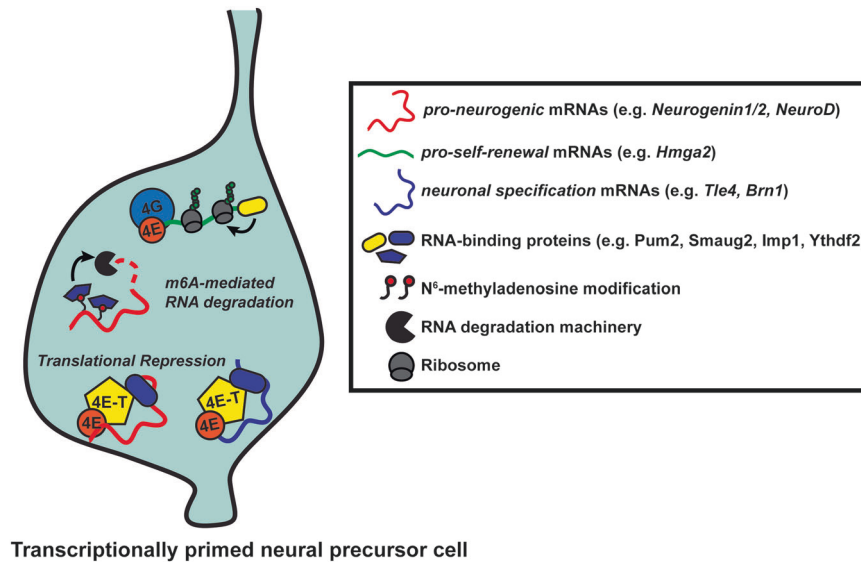 4G
4E
m6A-mediated
RNA degradation
Translational Repression
4E-T
4E
4E-T
4E
pro-neurogenic mRNAs (e.g. Neurogenin1/2, NeuroD)
pro-self-renewal mRNAs (e.g. Hmga2)
neuronal specification mRNAs (e.g. Tle4, Brn1)
RNA-binding proteins (e.g. Pum2, Smaug2, Imp1, Ythdf2
N⁶-methyladenosine modification
RNA degradation machinery
Ribosome
Transcriptionally primed neural precursor cell